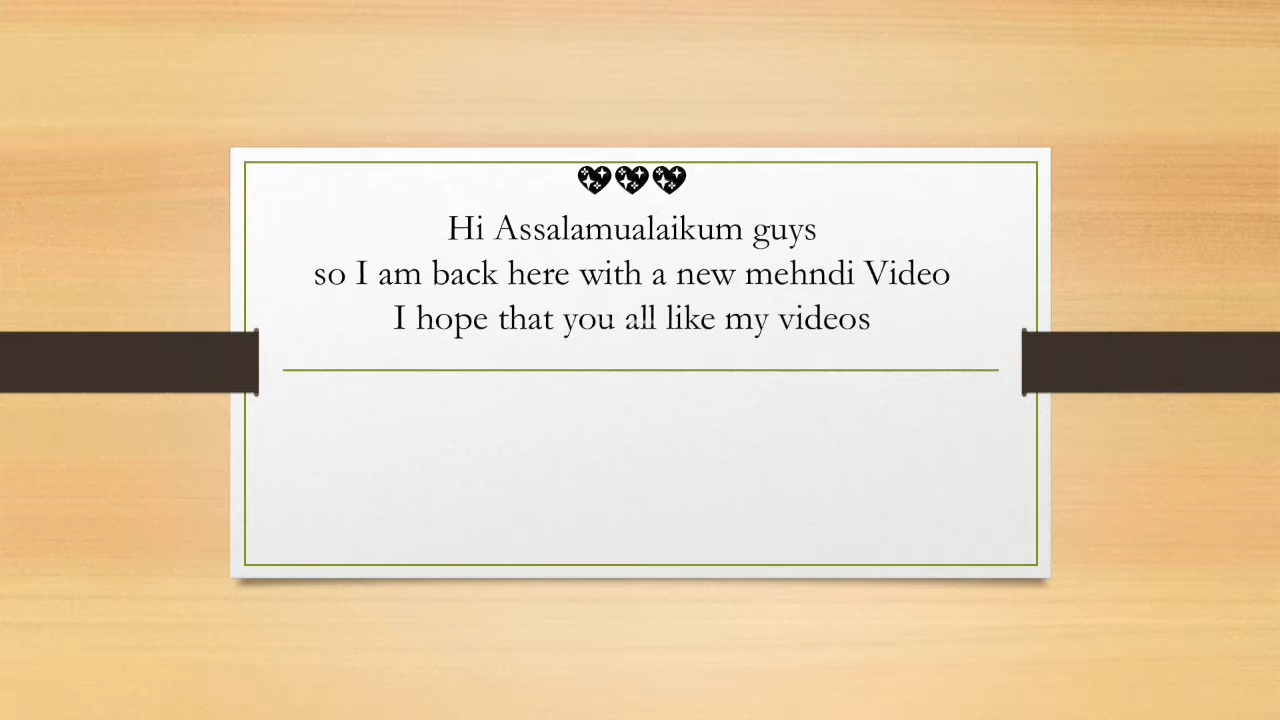 💖💖💖
Hi Assalamualaikum guys
so I am back here with a new mehndi Video
I hope that you all like my videos